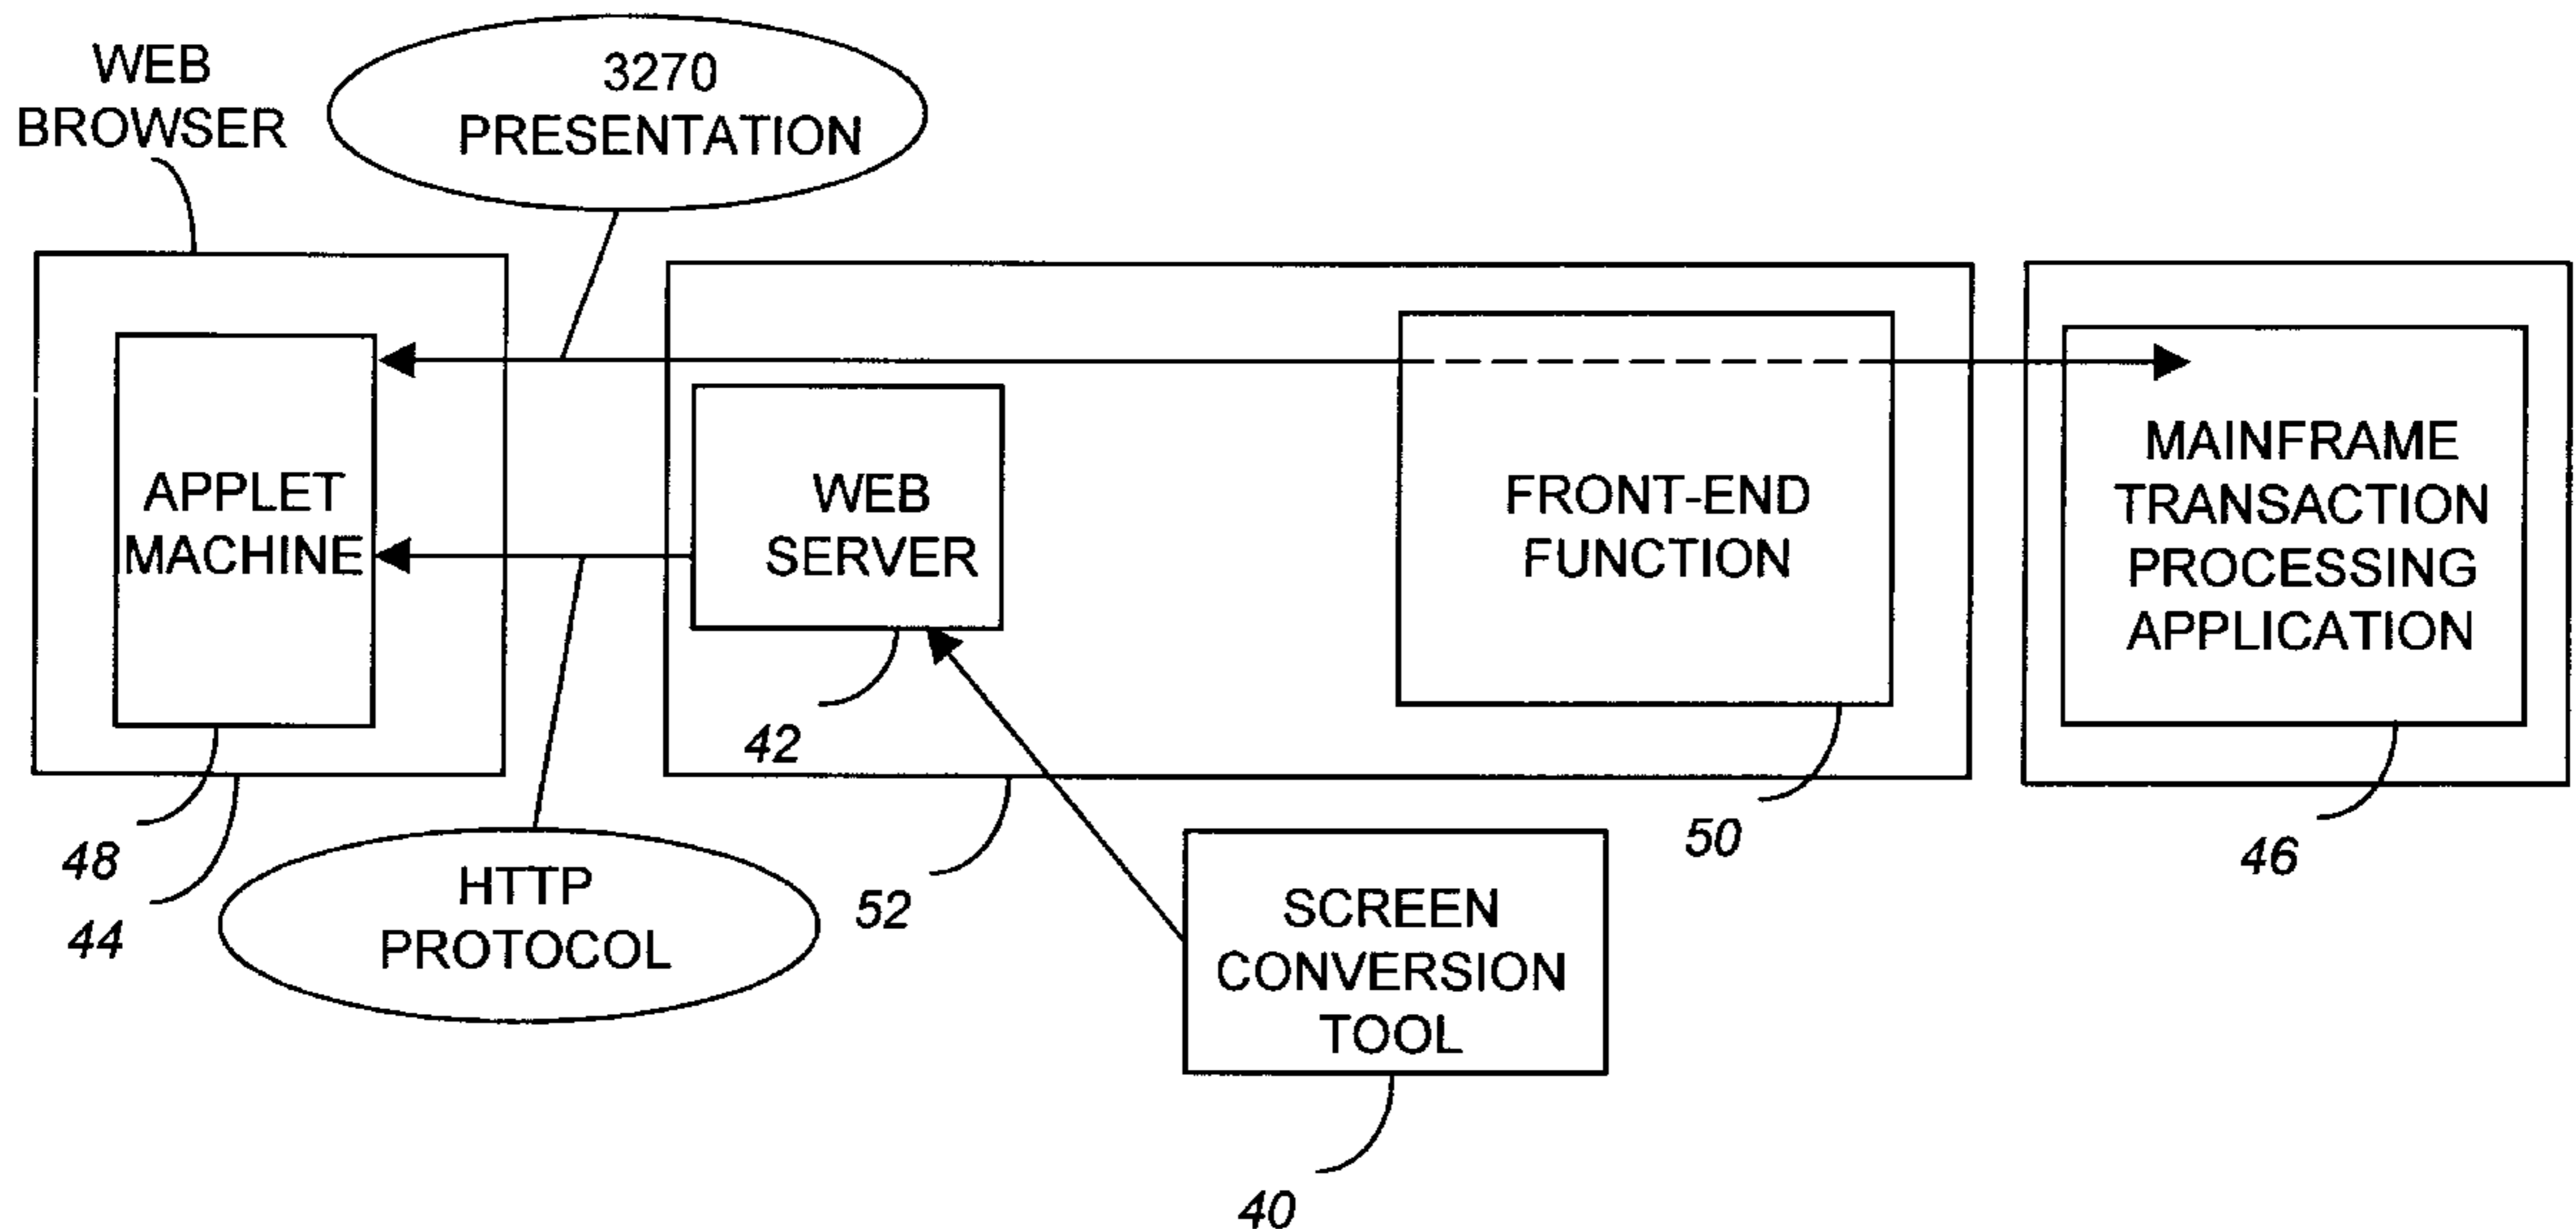 WEB
BROWSER
3270
PRESENTATION
APPLET
MACHINE
WEB
SERVER
FRONT-END
FUNCTION
MAINFRAME
TRANSACTION
PROCESSING
APPLICATION
42
48
44
HTTP
PROTOCOL
52
50
46
SCREEN
CONVERSION
TOOL
40